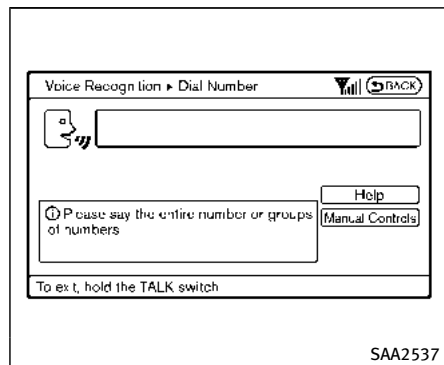 Voice Recognition ▸ Dial Number BACK
Help
Please say the entire number or groups of numbers
Manual Controls
To exit, hold the TALK switch
SAA2537